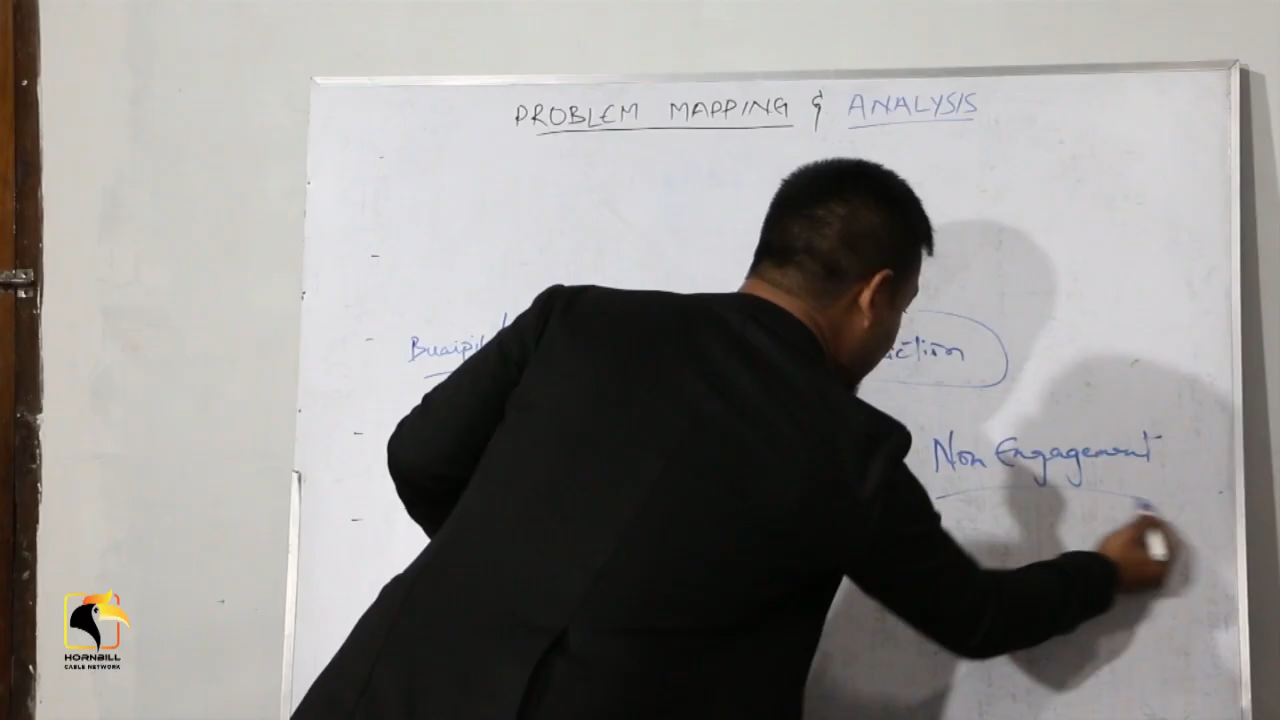 PROBLEM MAPPING & ANALYSIS
Non Engagement
HORNBILL
CABLE NETWORK